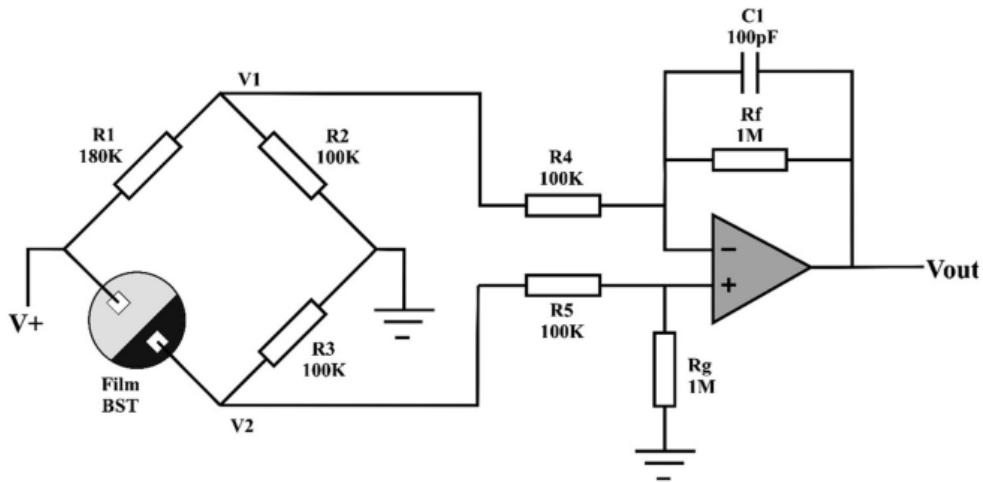 C1
100pF
V1
Rf
1M
R1
180K
R2
100K
R4
100K
−
+
Vout
V+
R5
100K
R3
100K
Film
BST
Rg
1M
V2